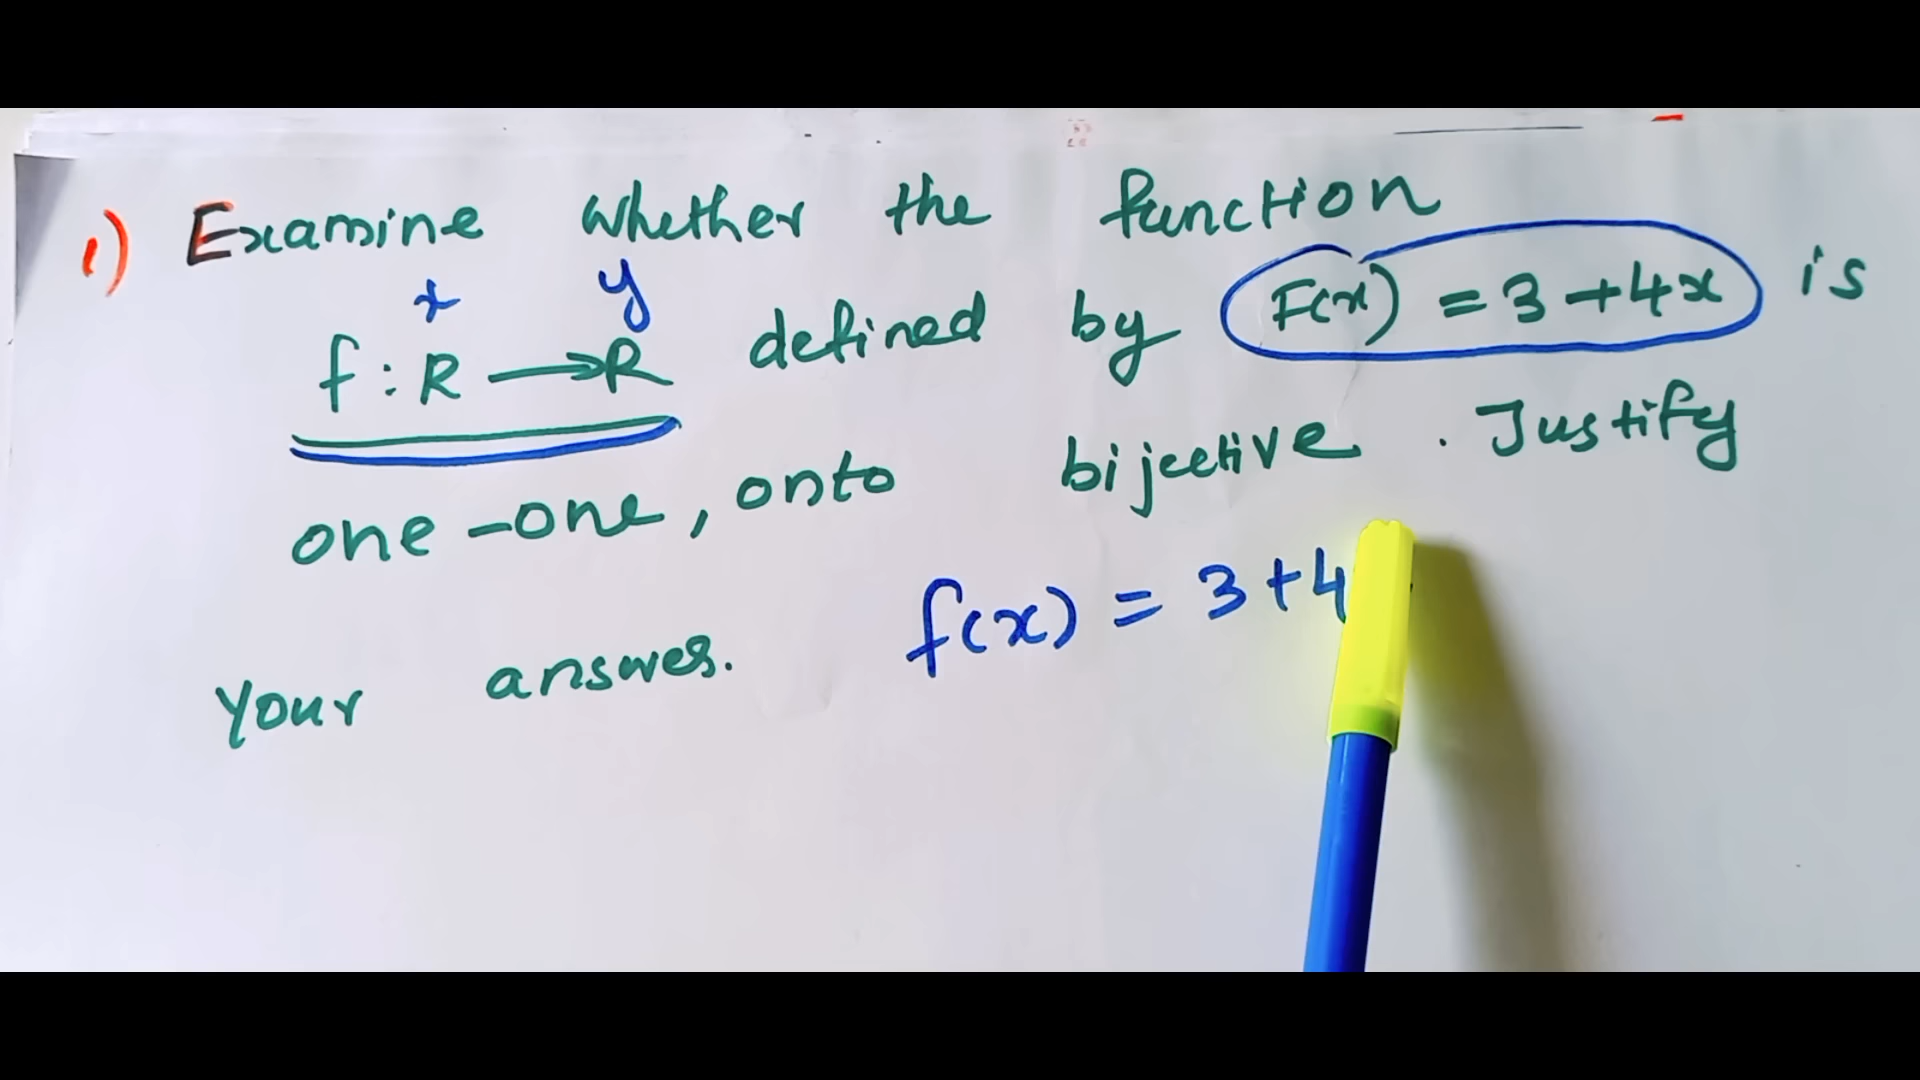 1) Examine whether the function
x y
f : R → R defined by F(x) = 3 + 4x is
one - one, onto bijective . Justify
your answer. f(x) = 3 + 4